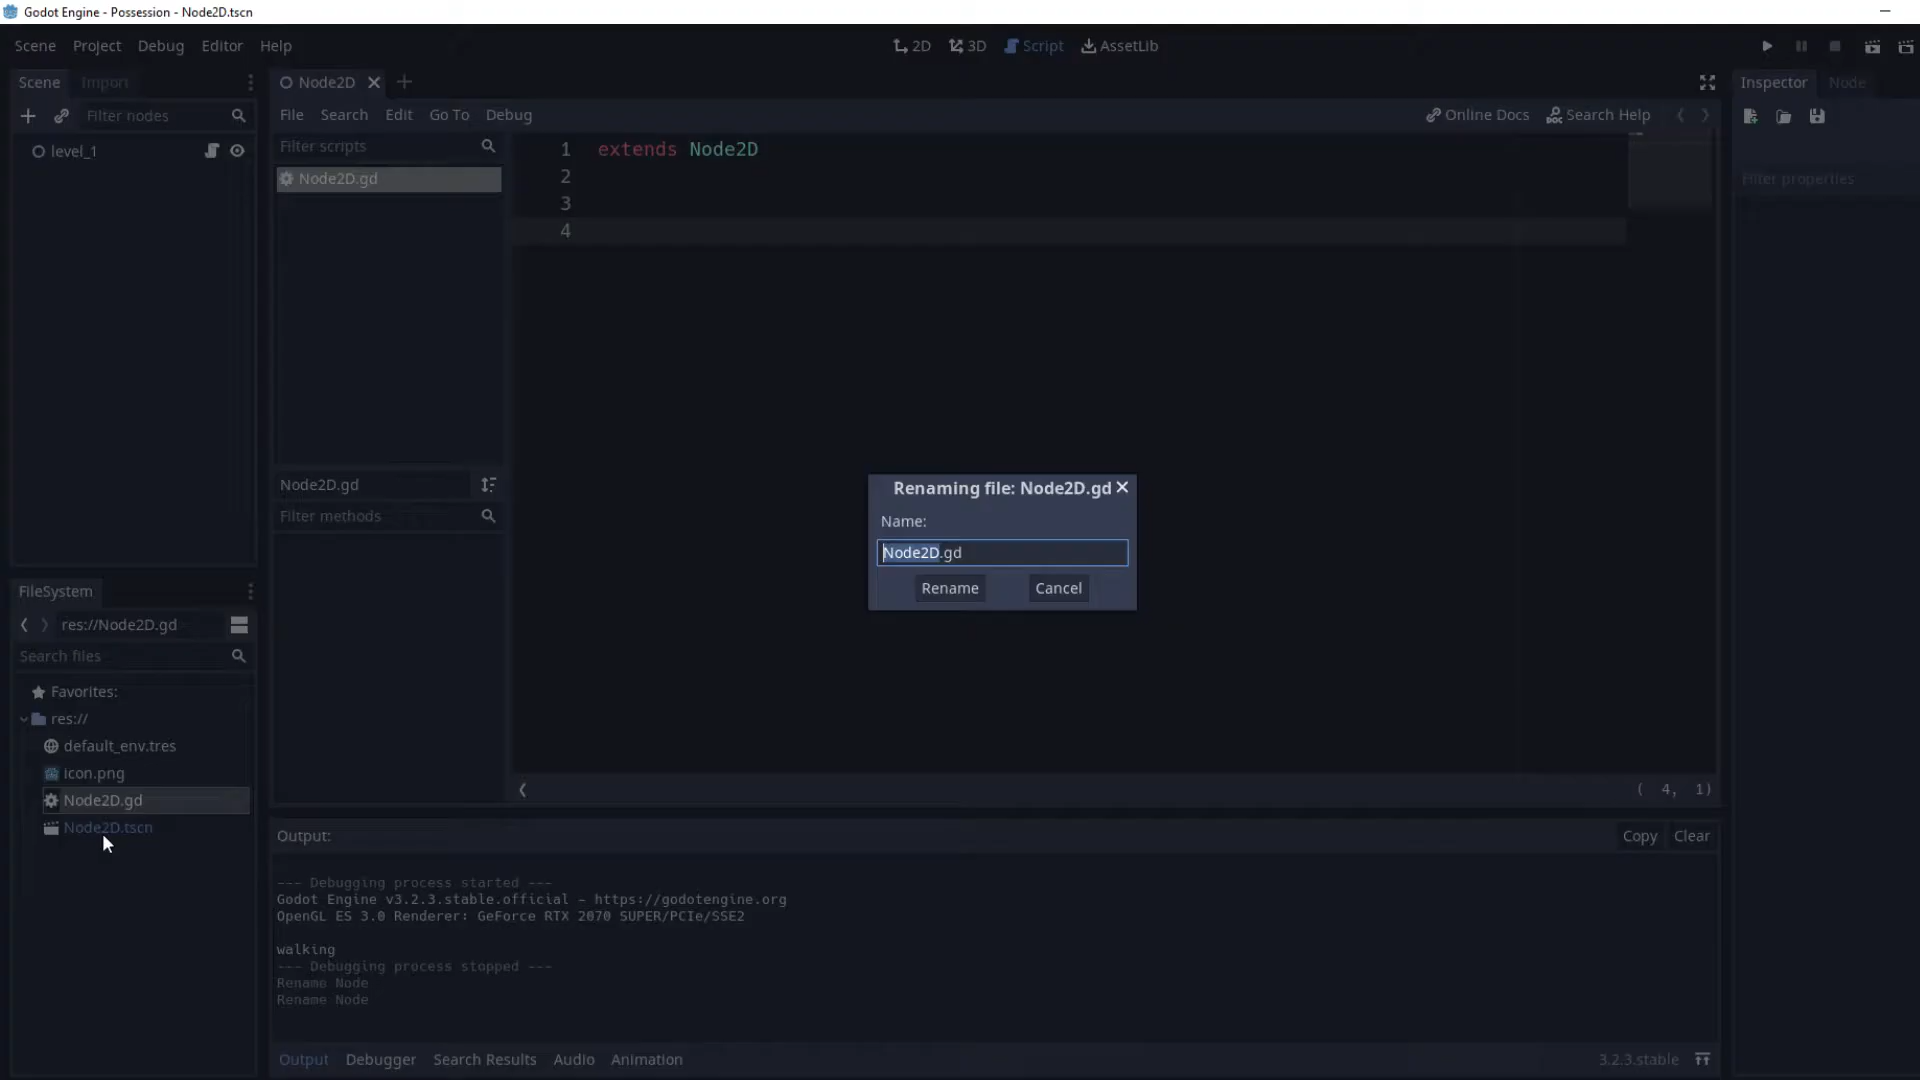 Godot Engine - Possession - Node2D.tscn
Scene Project Debug Editor Help
2D 3D Script AssetLib
Scene Import
Node2D
Inspector Node
Filter nodes
File Search Edit Go To Debug
Online Docs Search Help
level_1
Filter scripts
Node2D.gd
1 extends Node2D
2
3
4
Filter properties
Renaming file: Node2D.gd
Name:
Node2D.gd
Rename Cancel
Node2D.gd
Filter methods
FileSystem
res://Node2D.gd
Search files
Favorites:
res://
default_env.tres
icon.png
Node2D.gd
Node2D.tscn
( 4, 1)
Output:
Copy Clear
--- Debugging process started ---
Godot Engine v3.2.3.stable.official - https://godotengine.org
OpenGL ES 3.0 Renderer: GeForce RTX 2070 SUPER/PCIe/SSE2
walking
--- Debugging process stopped ---
Rename Node
Rename Node
Output Debugger Search Results Audio Animation
3.2.3.stable